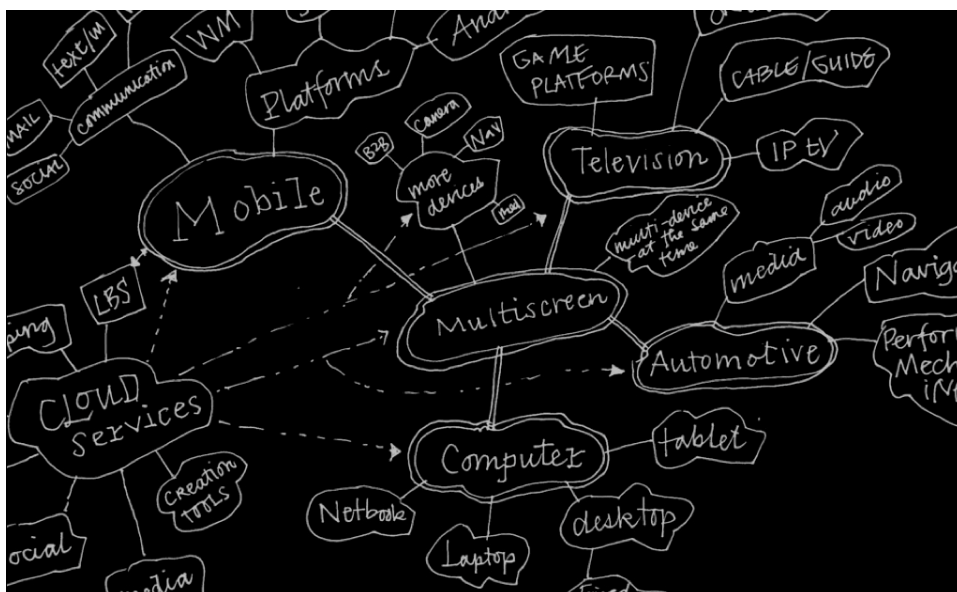 text/im
WM
Platforms
GAME
PLATFORMS
CABLE/GUIDE
communication
MAIL
SOCIAL
B2B
camera
Nav
more
devices
Television
IP tv
Mobile
multi-device
at the same
time
media
audio
video
LBS
Multiscreen
Automotive
CLOUD
Services
Computer
tablet
CREATION
TOOLS
Netbook
Laptop
desktop
media